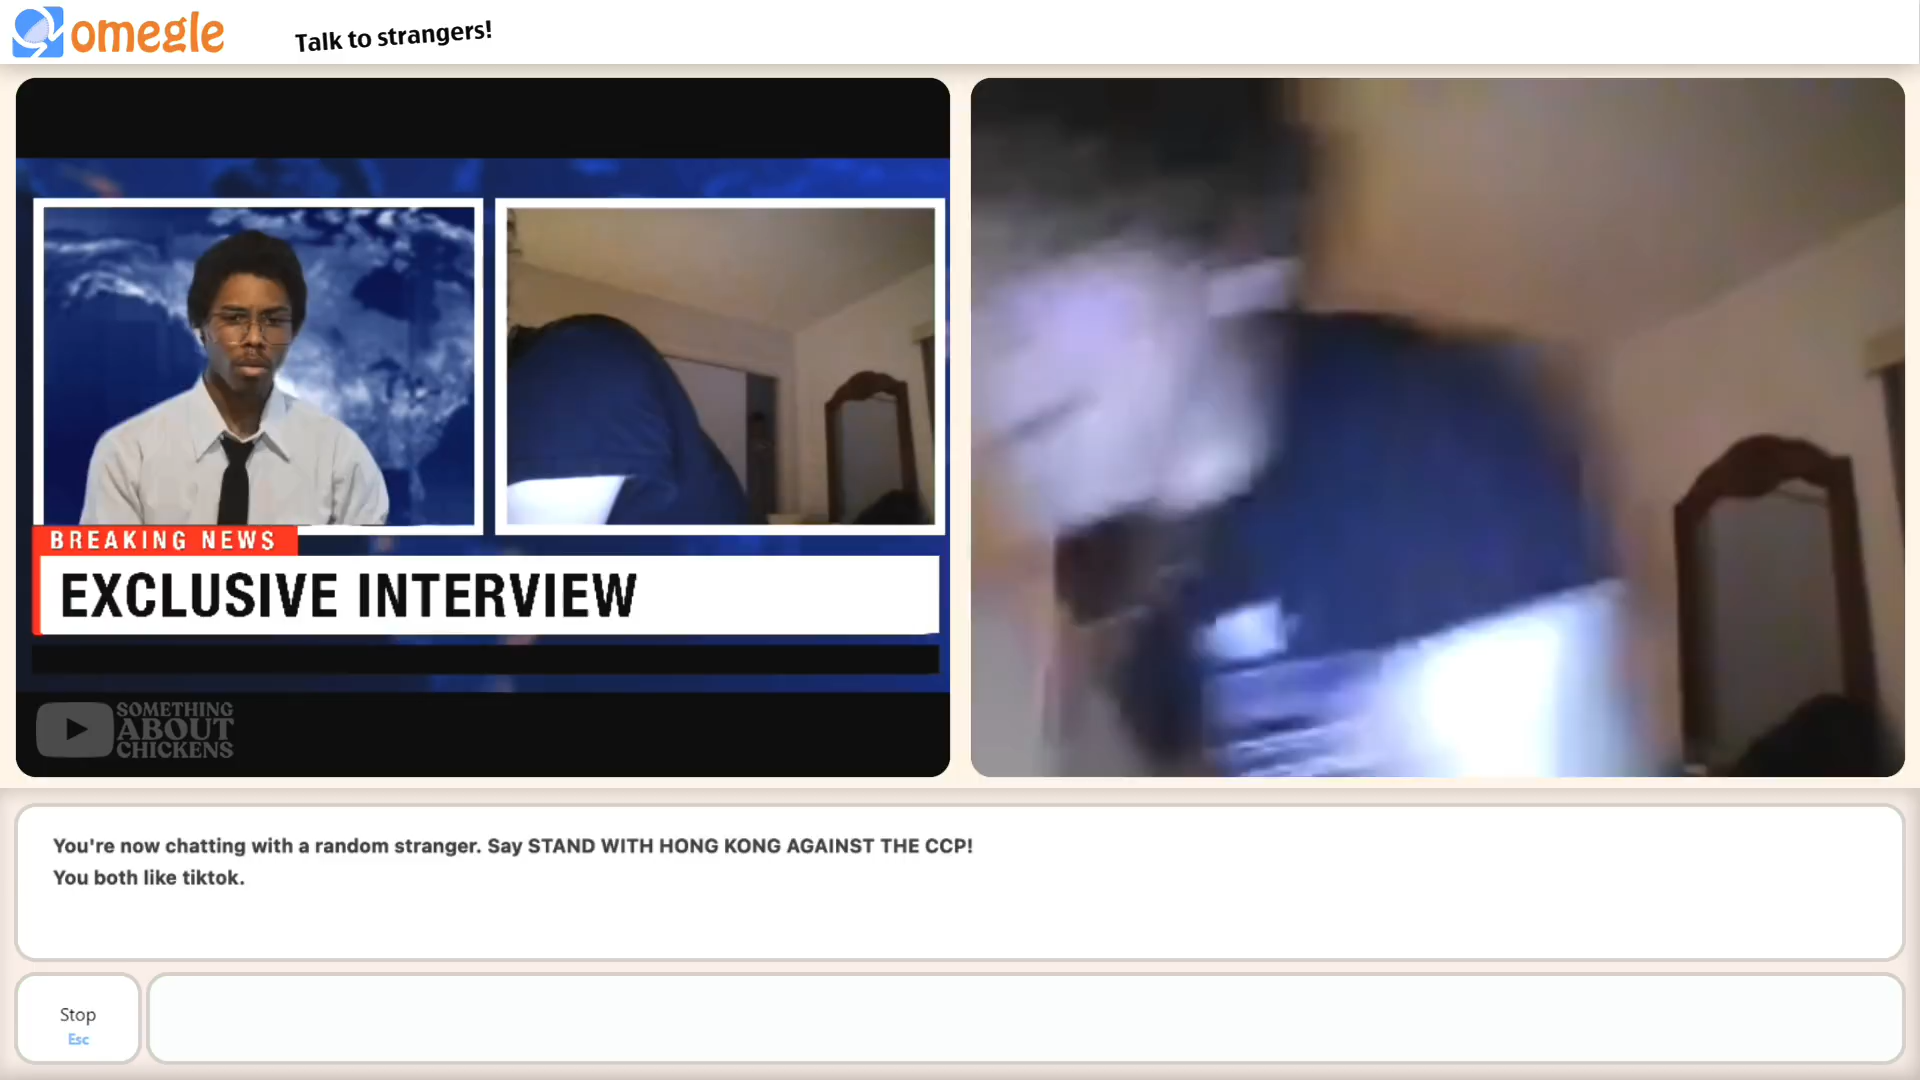 omegle
Talk to strangers!
BREAKING NEWS
EXCLUSIVE INTERVIEW
SOMETHING
ABOUT
CHICKENS
You're now chatting with a random stranger. Say STAND WITH HONG KONG AGAINST THE CCP!
You both like tiktok.
Stop
Esc